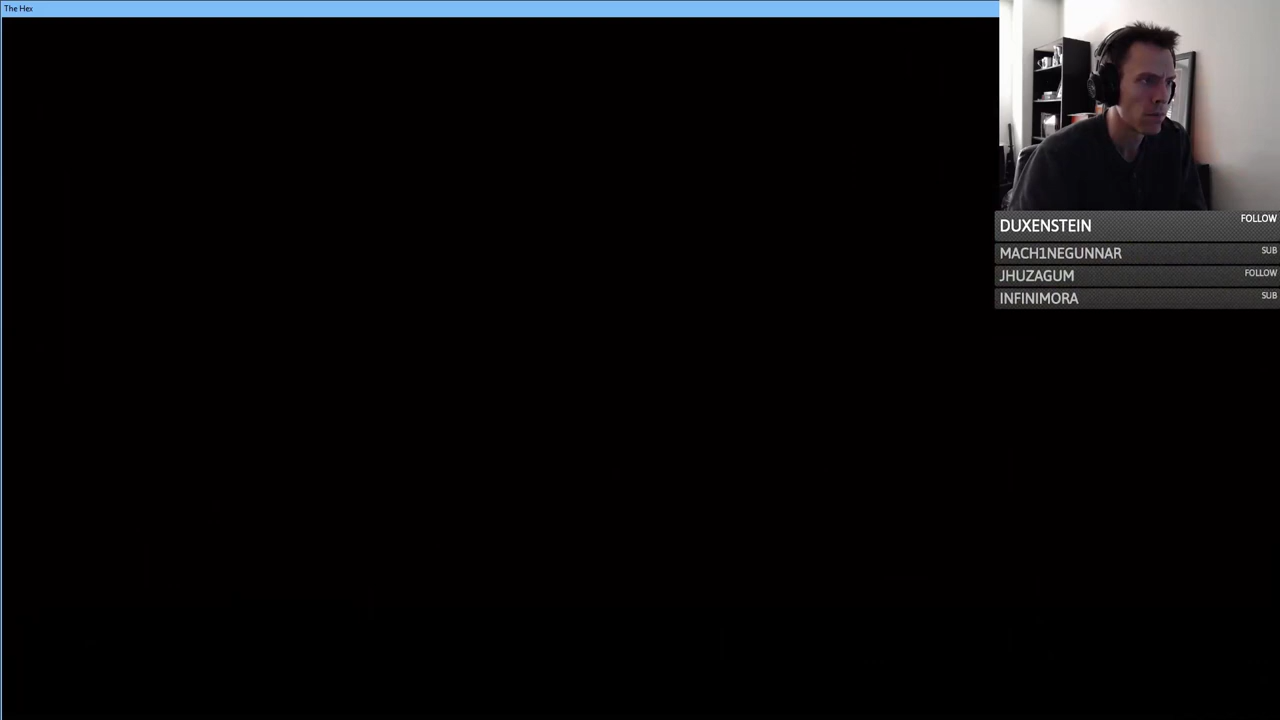 The Hex
DUXENSTEIN FOLLOW
MACH1NEGUNNAR SUB
JHUZAGUM FOLLOW
INFINIMORA SUB